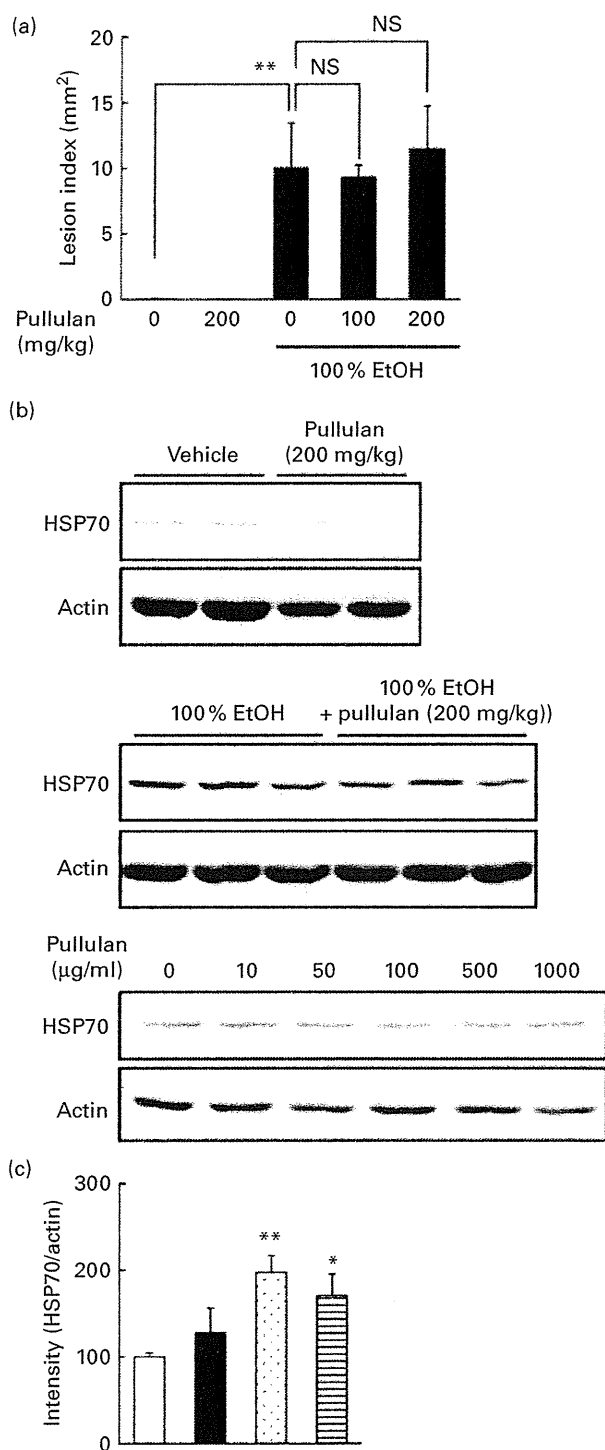 (a)
NS
** NS
Lesion index (mm²)
20
15
10
5
0
Pullulan (mg/kg) 0 200 0 100 200
100% EtOH
(b)
Vehicle
Pullulan (200 mg/kg)
HSP70
Actin
100% EtOH
100% EtOH + pullulan (200 mg/kg))
HSP70
Actin
Pullulan (µg/ml) 0 10 50 100 500 1000
HSP70
Actin
(c)
Intensity (HSP70/actin)
300
200
100
0
** *